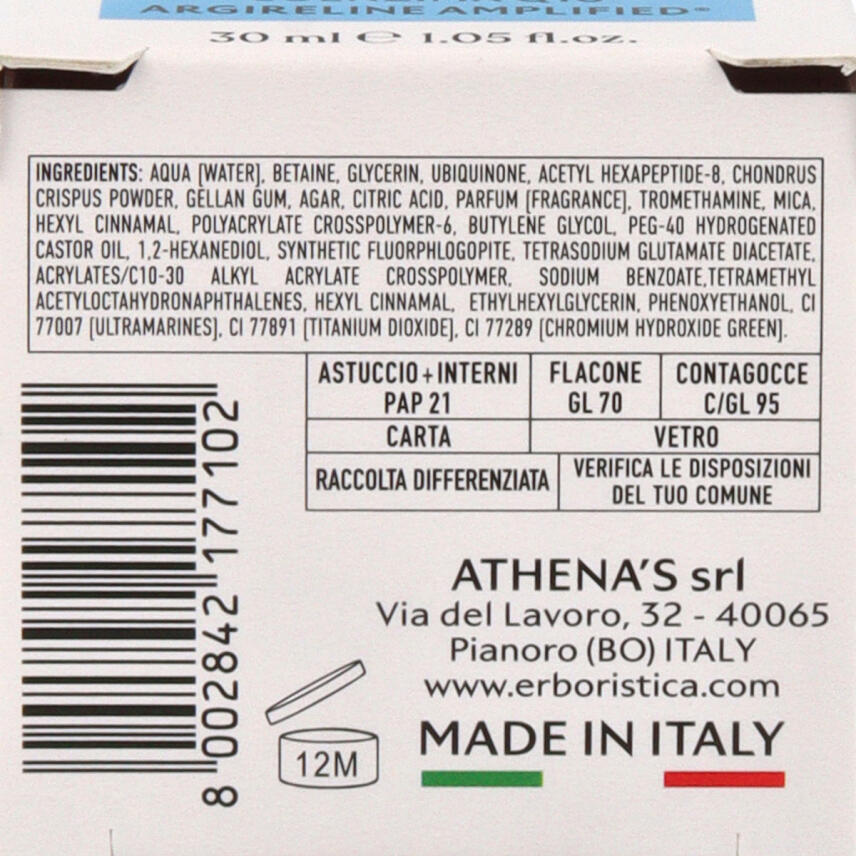 ARGIRELINE AMPLIFIED®
30 ml ℮ 1.05 fl.oz.
INGREDIENTS: AQUA [WATER], BETAINE, GLYCERIN, UBIQUINONE, ACETYL HEXAPEPTIDE-8, CHONDRUS
CRISPUS POWDER, GELLAN GUM, AGAR, CITRIC ACID, PARFUM [FRAGRANCE], TROMETHAMINE, MICA,
HEXYL CINNAMAL, POLYACRYLATE CROSSPOLYMER-6, BUTYLENE GLYCOL, PEG-40 HYDROGENATED
CASTOR OIL, 1,2-HEXANEDIOL, SYNTHETIC FLUORPHLOGOPITE, TETRASODIUM GLUTAMATE DIACETATE,
ACRYLATES/C10-30 ALKYL ACRYLATE CROSSPOLYMER, SODIUM BENZOATE,TETRAMETHYL
ACETYLOCTAHYDRONAPHTHALENES, HEXYL CINNAMAL, ETHYLHEXYLGLYCERIN, PHENOXYETHANOL, CI
77007 [ULTRAMARINES], CI 77891 [TITANIUM DIOXIDE], CI 77289 [CHROMIUM HYDROXIDE GREEN].
ASTUCCIO+INTERNI FLACONE CONTAGOCCE
PAP 21 GL 70 C/GL 95
CARTA VETRO
RACCOLTA DIFFERENZIATA VERIFICA LE DISPOSIZIONI
DEL TUO COMUNE
8 002842 177102
ATHENA'S srl
Via del Lavoro, 32 - 40065
Pianoro (BO) ITALY
www.erboristica.com
MADE IN ITALY
12M